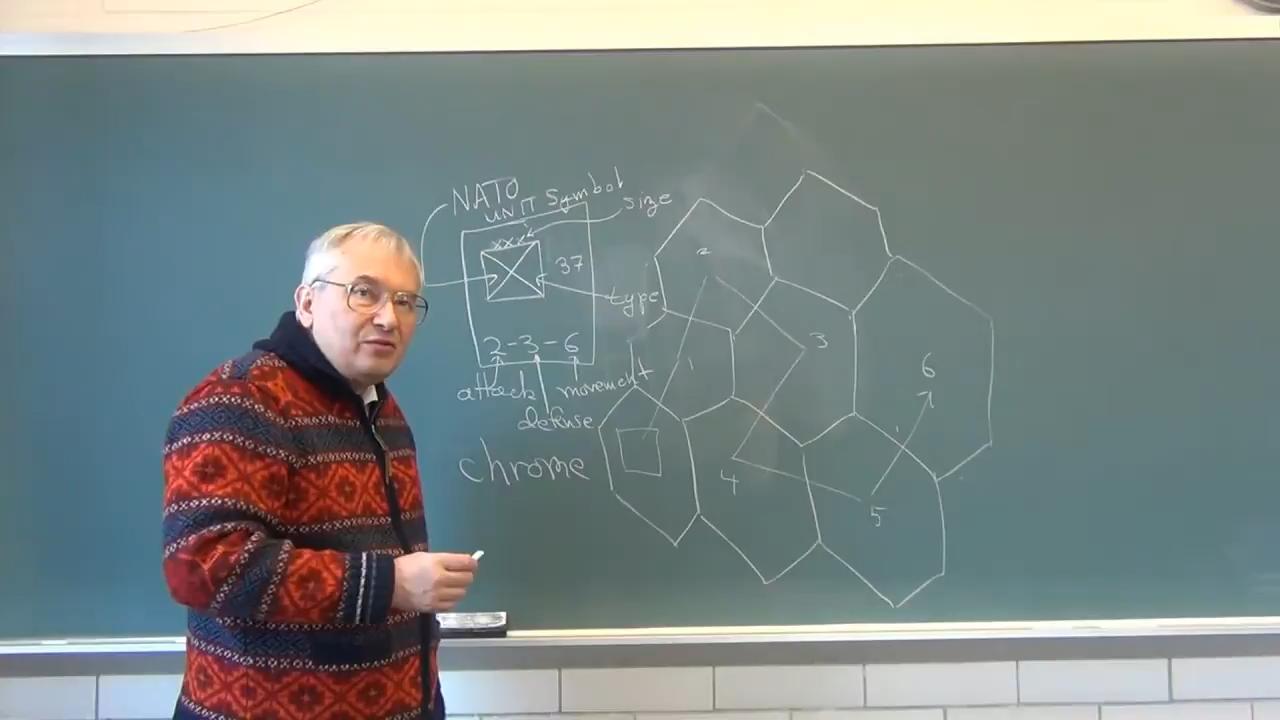 NATO
UNIT Symbol
size
xxx
37
type
2-3-6
attack movement
defense
chrome
2
3
1
6
4
5